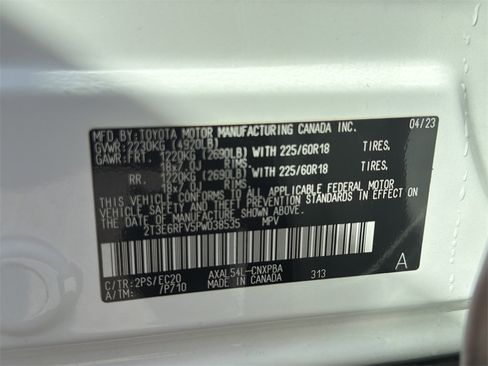 MFD. BY: TOYOTA MOTOR MANUFACTURING CANADA INC. 04/23
GVWR: 2230KG (4920LB)
GAWR: FRT. 1220KG (2690LB) WITH 225/60R18 TIRES,
18x7.0J RIMS,
RR. 1220KG (2690LB) WITH 225/60R18 TIRES,
18x7.0J RIMS,
THIS VEHICLE CONFORMS TO ALL APPLICABLE FEDERAL MOTOR
VEHICLE SAFETY AND THEFT PREVENTION STANDARDS IN EFFECT
ON THE DATE OF MANUFACTURE SHOWN ABOVE.
2T3E6RFV5PW038535 MPV
C/TR: 2PS/EC20 AXAL54L-CNXPBA 313 A
A/TM: /P710 MADE IN CANADA